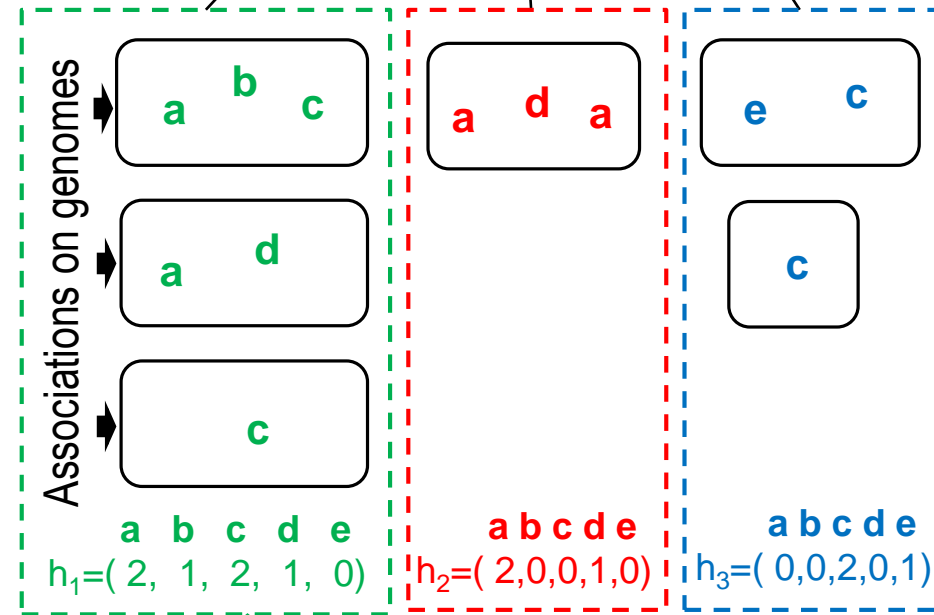 Associations on genomes
a b c
a d
c
a b c d e
h₁=( 2, 1, 2, 1, 0)
a d a
a b c d e
h₂=( 2,0,0,1,0)
e c
c
a b c d e
h₃=( 0,0,2,0,1)